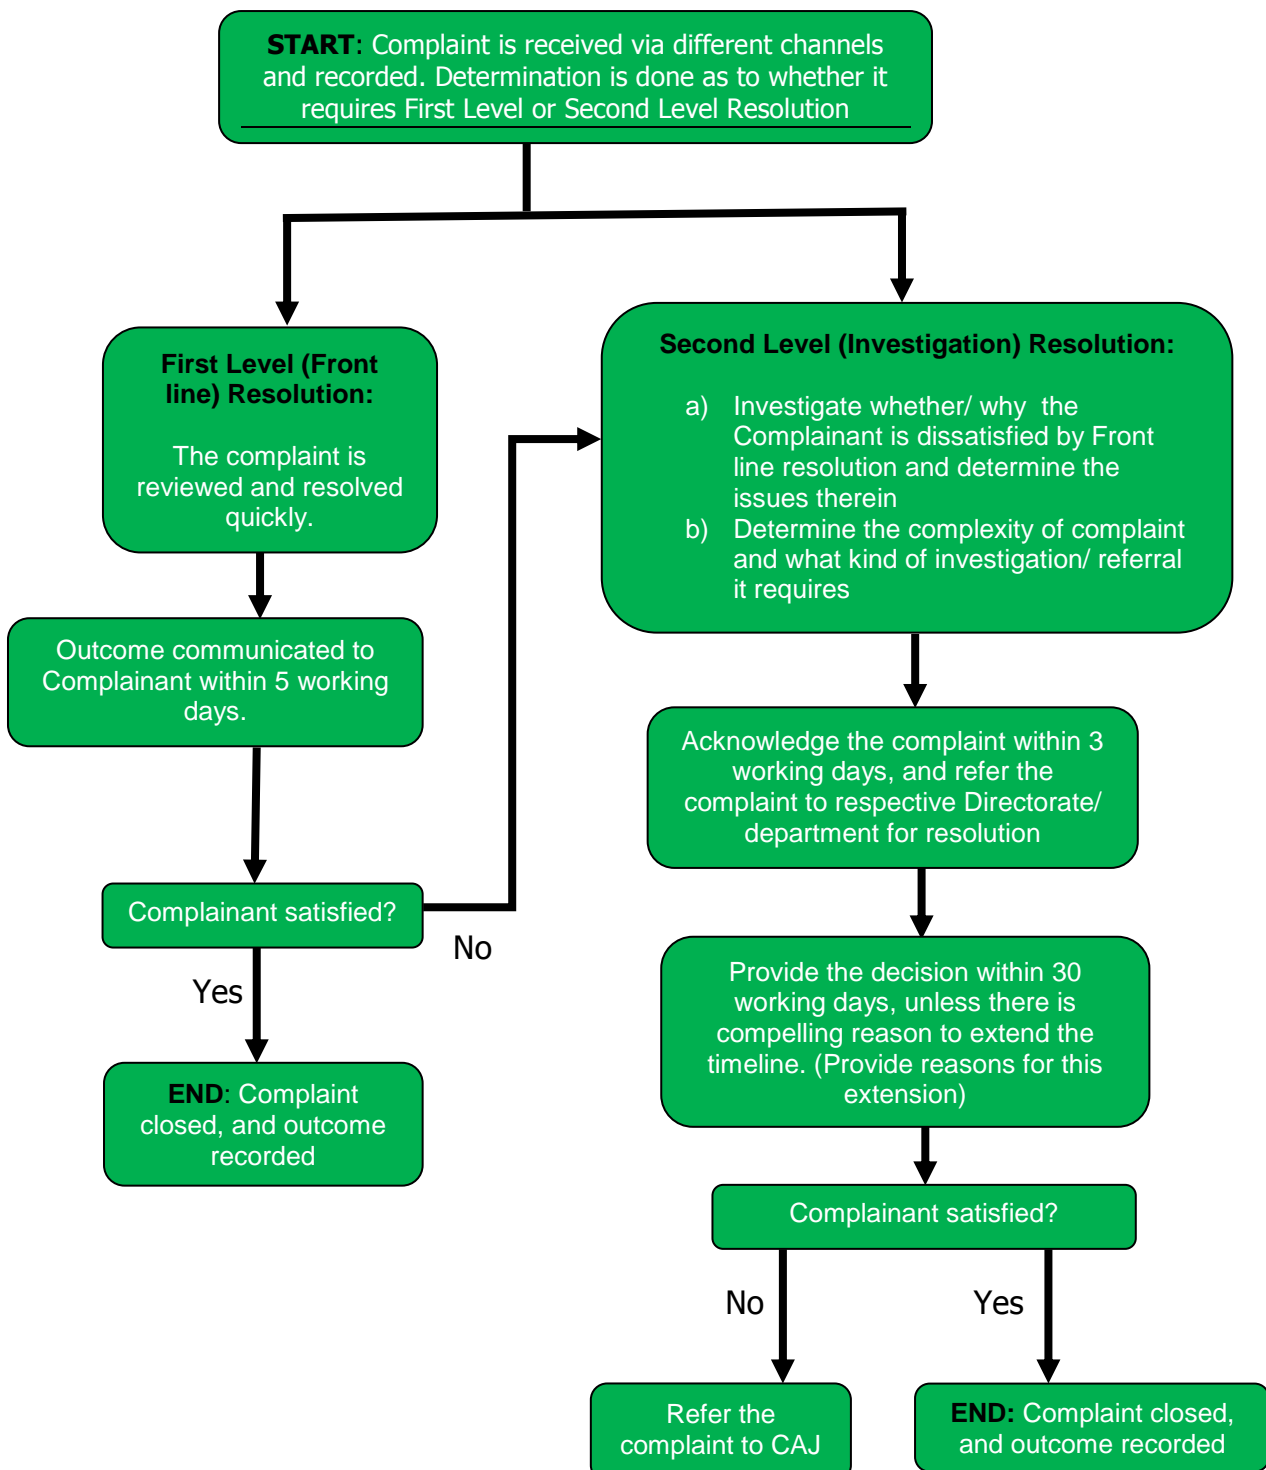 START: Complaint is received via different channels
and recorded. Determination is done as to whether it
requires First Level or Second Level Resolution
First Level (Front
line) Resolution:
The complaint is
reviewed and resolved
quickly.
Outcome communicated to
Complainant within 5 working
days.
Complainant satisfied?
No
Yes
END: Complaint
closed, and outcome
recorded
Second Level (Investigation) Resolution:
a) Investigate whether/ why the
Complainant is dissatisfied by Front
line resolution and determine the
issues therein
b) Determine the complexity of complaint
and what kind of investigation/ referral
it requires
Acknowledge the complaint within 3
working days, and refer the
complaint to respective Directorate/
department for resolution
Provide the decision within 30
working days, unless there is
compelling reason to extend the
timeline. (Provide reasons for this
extension)
Complainant satisfied?
No
Yes
Refer the
complaint to CAJ
END: Complaint closed,
and outcome recorded